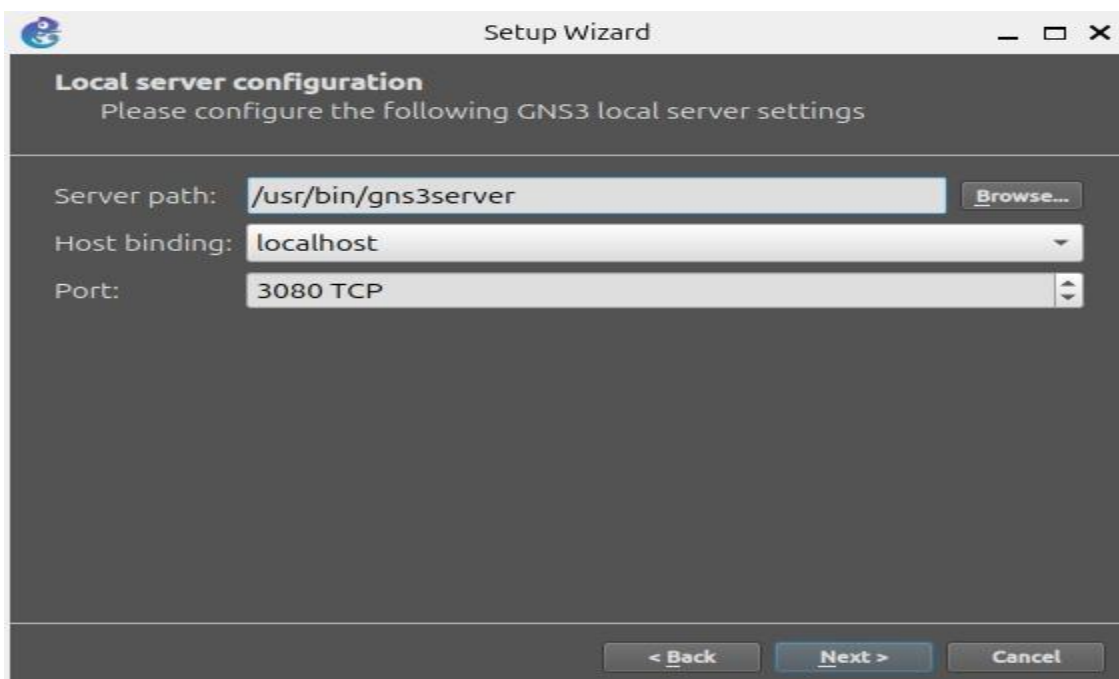 Setup Wizard
Local server configuration
Please configure the following GNS3 local server settings
Server path: /usr/bin/gns3server Browse...
Host binding: localhost
Port: 3080 TCP
< Back Next > Cancel